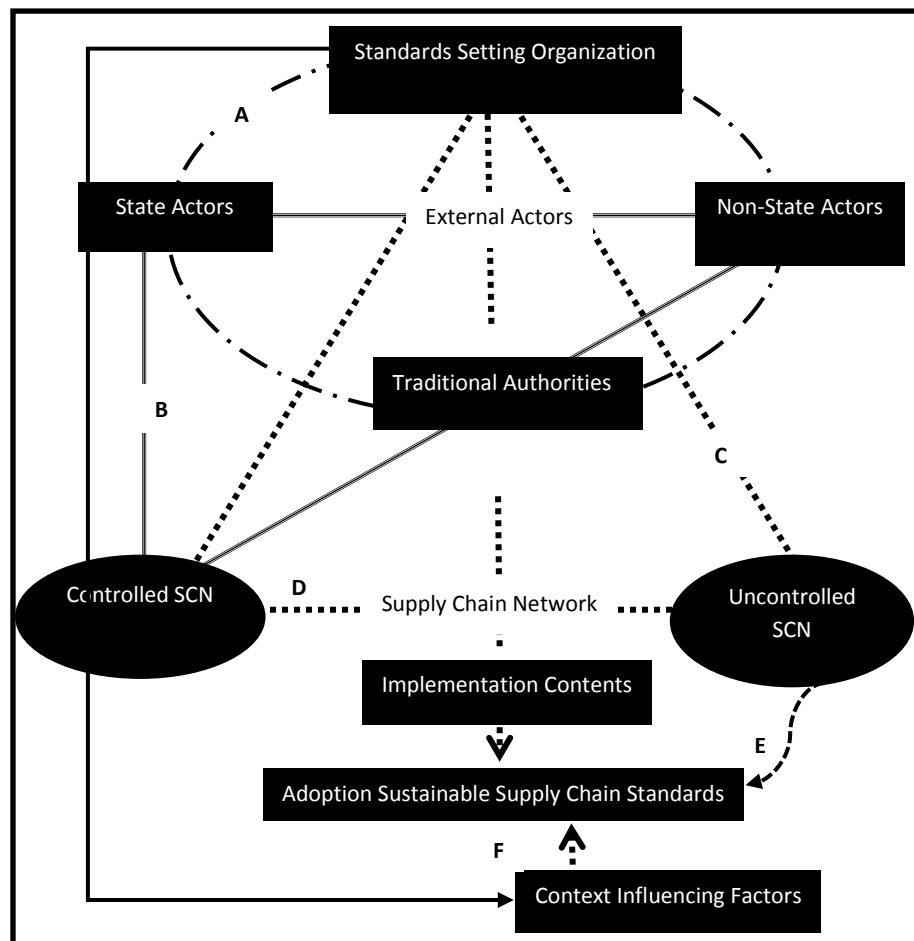 Standards Setting Organization
A
State Actors
External Actors
Non-State Actors
Traditional Authorities
B
C
Controlled SCN
D
Supply Chain Network
Uncontrolled
SCN
Implementation Contents
E
Adoption Sustainable Supply Chain Standards
F
Context Influencing Factors